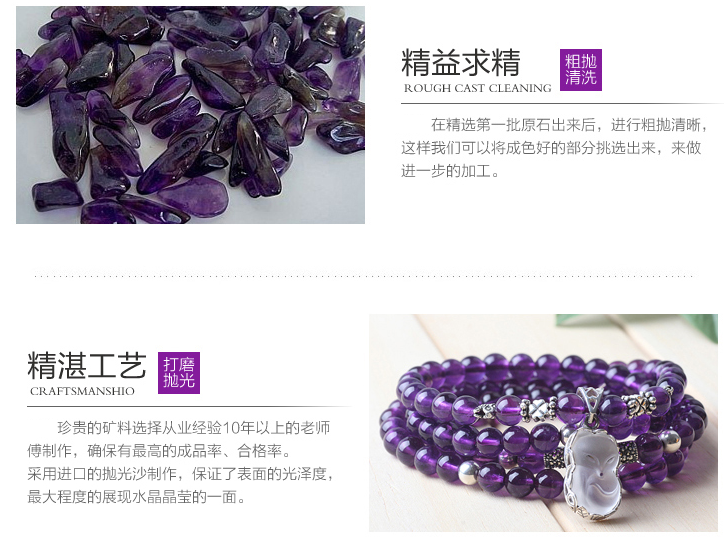 精益求精
粗抛
清洗
ROUGH CAST CLEANING
在精选第一批原石出来后，进行粗抛清晰，
这样我们可以将成色好的部分挑选出来，来做
进一步的加工。
精湛工艺
打磨
抛光
CRAFTSMANSHIO
珍贵的矿料选择从业经验10年以上的老师
傅制作，确保有最高的成品率、合格率。
采用进口的抛光沙制作，保证了表面的光泽度，
最大程度的展现水晶晶莹的一面。